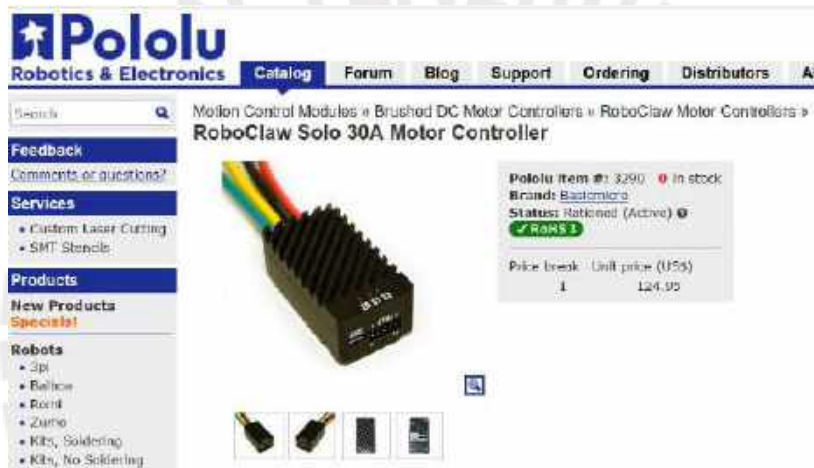 Pololu
Robotics & Electronics
Catalog
Forum
Blog
Support
Ordering
Distributors
Search
Motion Control Modules » Brushed DC Motor Controllers » RoboClaw Motor Controllers »
RoboClaw Solo 30A Motor Controller
Feedback
Comments or questions?
Services
• Custom Laser Cutting
• SMT Stencils
Products
New Products
Specials!
Robots
• 3pi
• Balboa
• Romi
• Zumo
• Kits, Soldering
• Kits, No Soldering
Pololu item #: 3290 0 in stock
Brand: Basicmicro
Status: Rationed (Active)
✓ RoHS 3
Price break Unit price (US$)
1 124.95